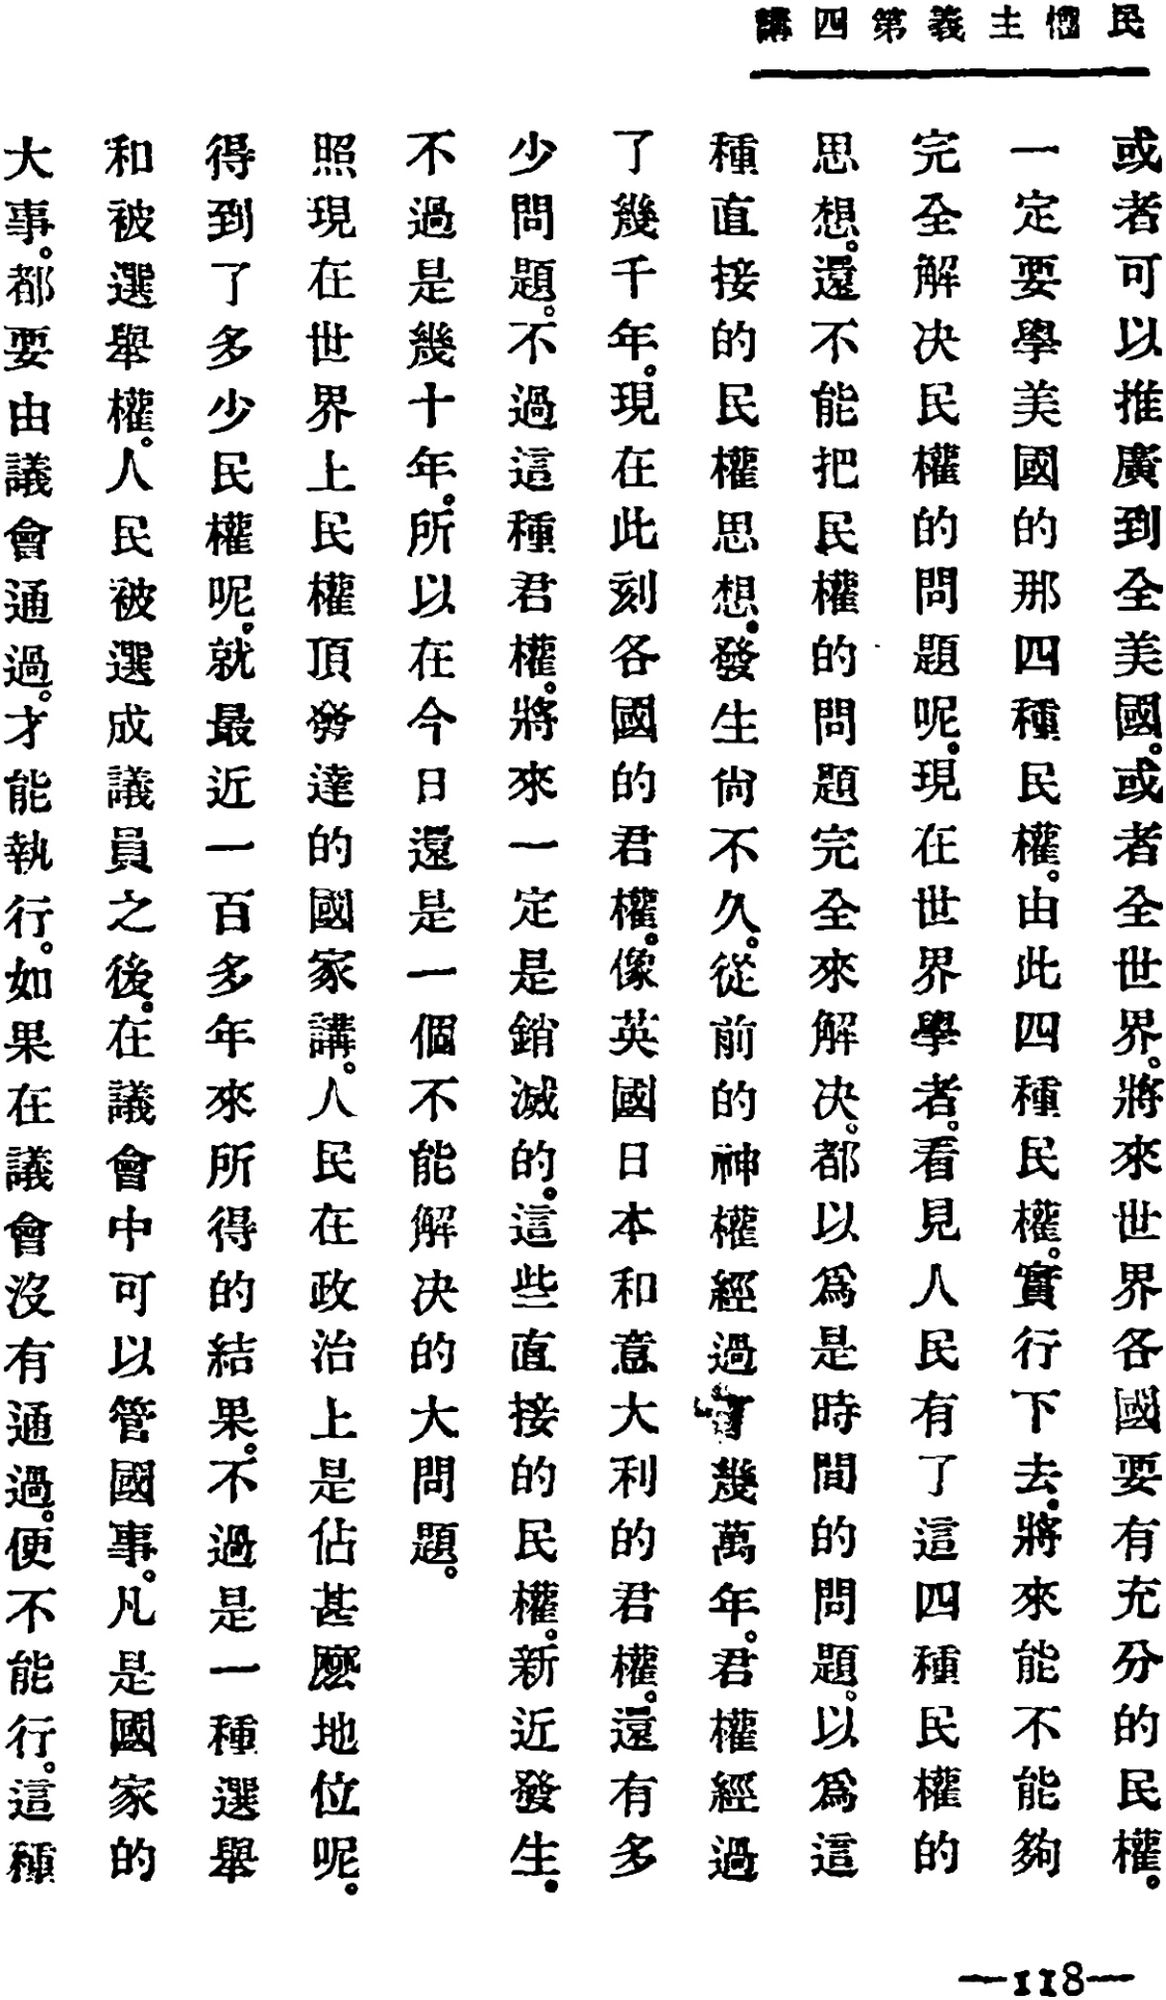 民權主義第四講
或者可以推廣到全美國。或者全世界。將來世界各國要有充分的民權。
一定要學美國的那四種民權。由此四種民權。實行下去。將來能不能夠
完全解决民權的問題呢。現在世界學者。看見人民有了這四種民權的
思想。還不能把民權的問題完全來解决。都以爲是時間的問題。以爲這
種直接的民權思想。發生尙不久。從前的神權經過了幾萬年。君權經過
了幾千年。現在此刻各國的君權。像英國日本和意大利的君權。還有多
少問題。不過這種君權。將來一定是銷滅的。這些直接的民權。新近發生。
不過是幾十年。所以在今日還是一個不能解决的大問題。
照現在世界上民權頂發達的國家講。人民在政治上是佔甚麽地位呢。
得到了多少民權呢。就最近一百多年來所得的結果。不過是一種選舉
和被選舉權。人民被選成議員之後。在議會中可以管國事。凡是國家的
大事。都要由議會通過。才能執行。如果在議會沒有通過。便不能行。這種
—118—